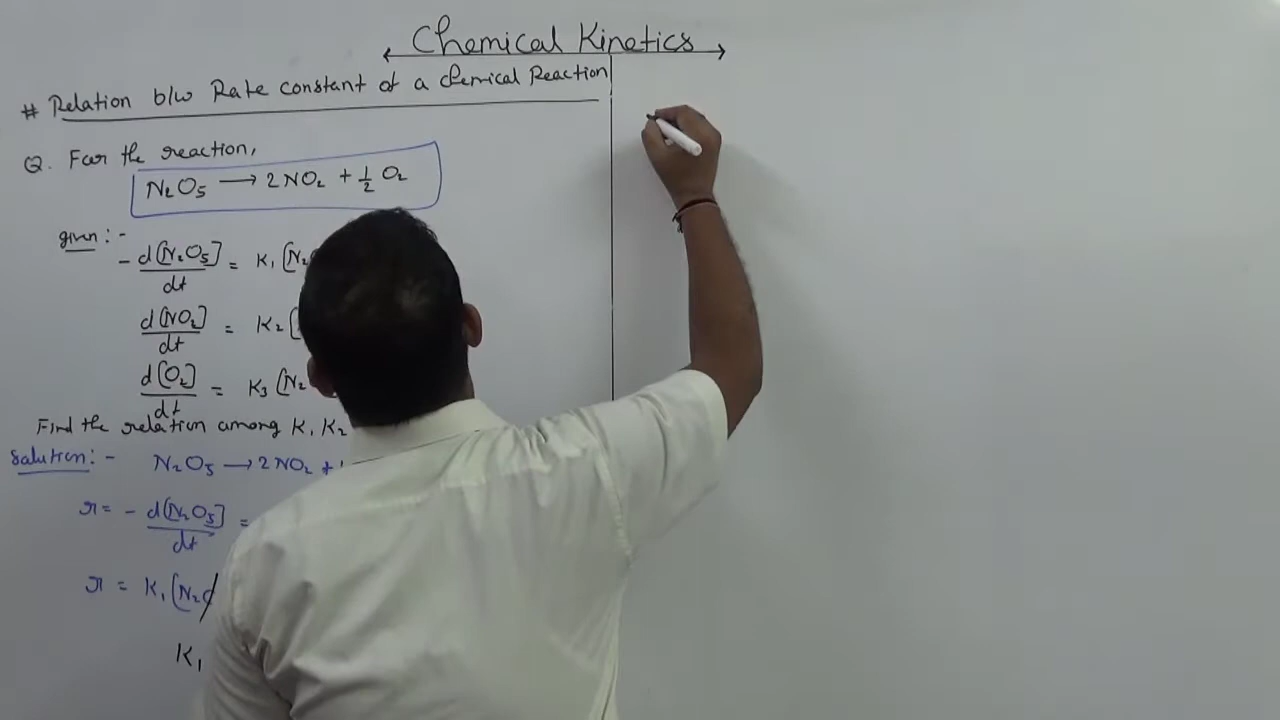 Chemical Kinetics
# Relation b/w Rate constant of a chemical Reaction
Q. For the reaction,
N₂O₅ ⟶ 2NO₂ + 1/2 O₂
given :-
- d[N₂O₅]/dt = K₁ [N₂
d[NO₂]/dt = K₂ [
d[O₂]/dt = K₃ [N₂
Find the relation among K₁ K₂
Solution :- N₂O₅ ⟶ 2NO₂ +
r = - d[N₂O₅]/dt =
r = K₁ [N₂O
K₁